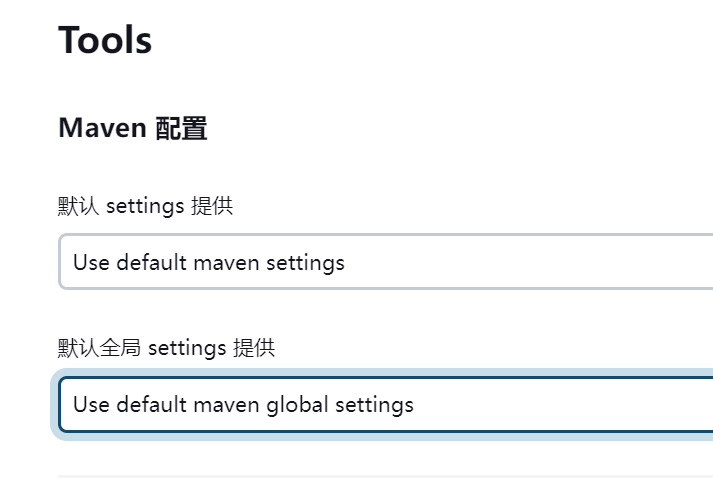 Tools
Maven 配置
默认 settings 提供
Use default maven settings
默认全局 settings 提供
Use default maven global settings